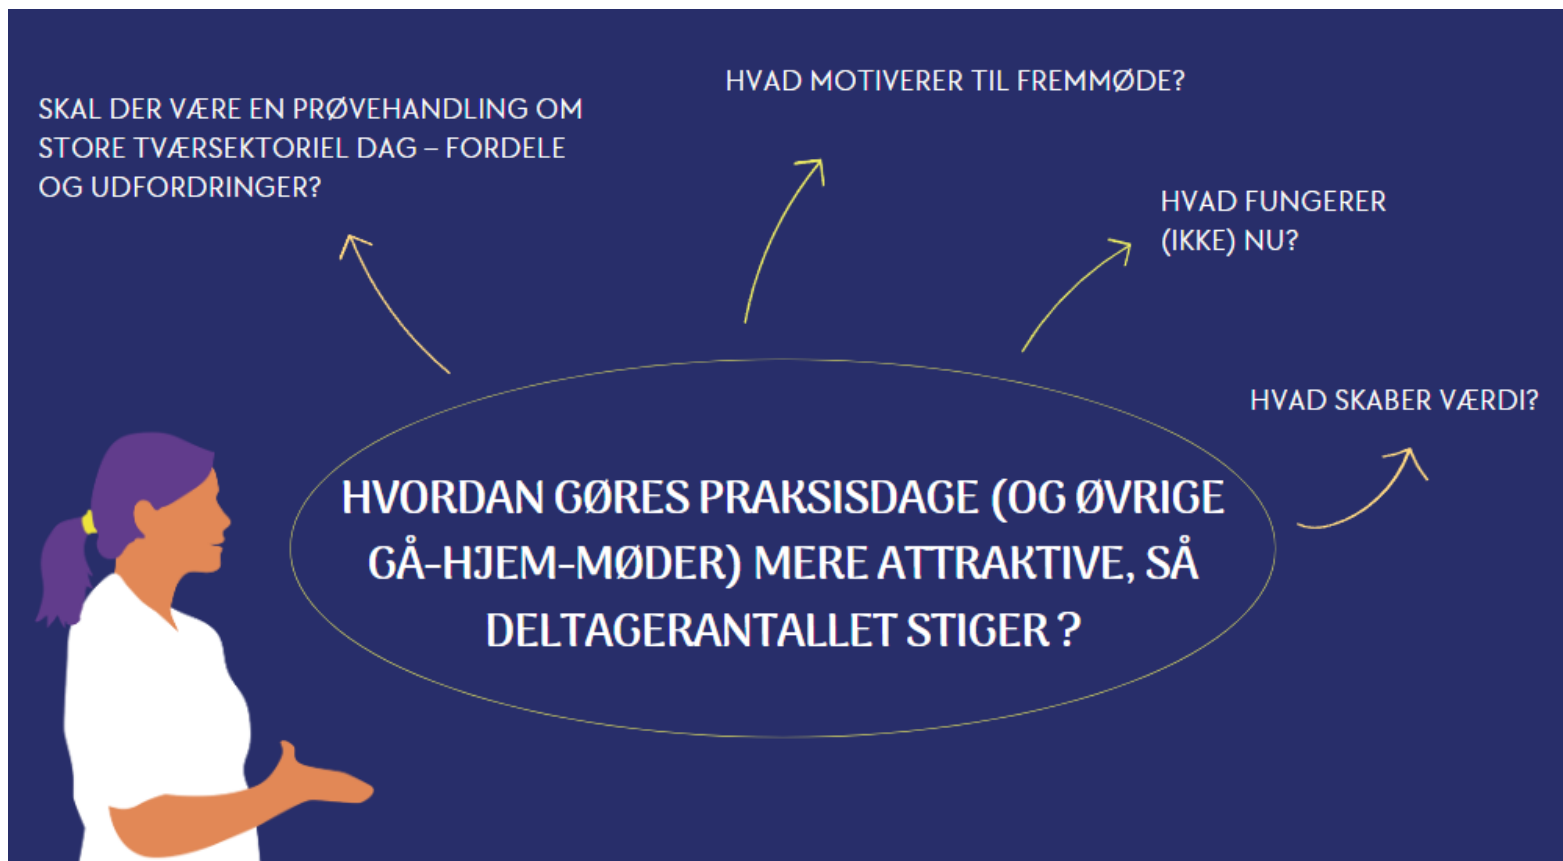 HVAD MOTIVERER TIL FREMMØDE?
SKAL DER VÆRE EN PRØVEHANDLING OM
STORE TVÆRSEKTORIEL DAG – FORDELE
OG UDFORDRINGER?
HVAD FUNGERER
(IKKE) NU?
HVAD SKABER VÆRDI?
HVORDAN GØRES PRAKSISDAGE (OG ØVRIGE
GÅ-HJEM-MØDER) MERE ATTRAKTIVE, SÅ
DELTAGERANTALLET STIGER ?